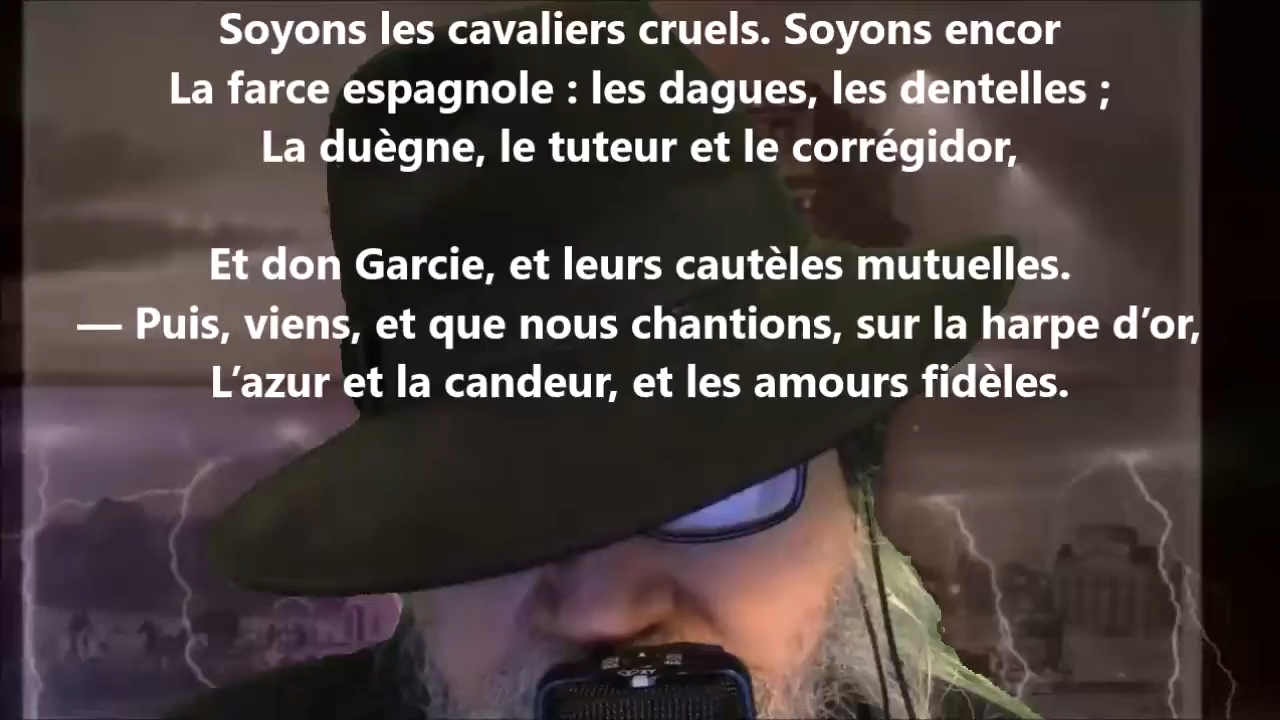 Soyons les cavaliers cruels. Soyons encor
La farce espagnole : les dagues, les dentelles ;
La duègne, le tuteur et le corrégidor,
Et don Garcie, et leurs cautèles mutuelles.
— Puis, viens, et que nous chantions, sur la harpe d’or,
L’azur et la candeur, et les amours fidèles.